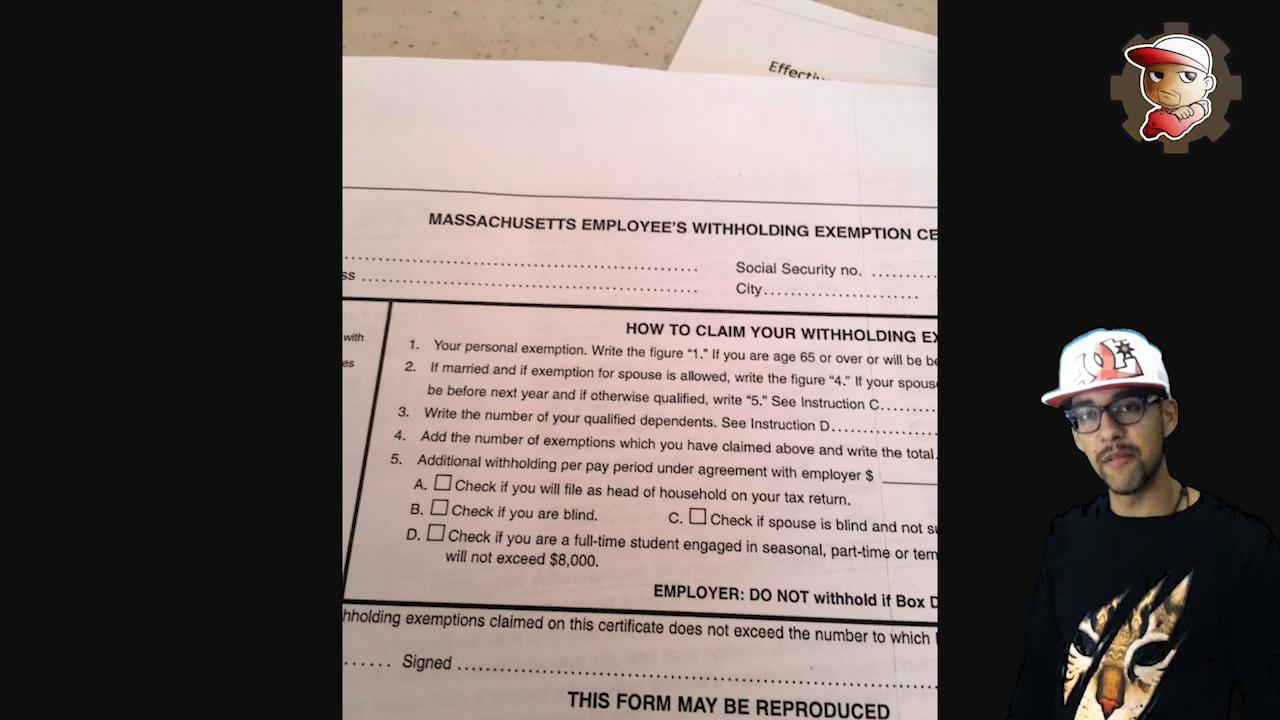 Effectiv
MASSACHUSETTS EMPLOYEE'S WITHHOLDING EXEMPTION CE
Social Security no.
ss
City
HOW TO CLAIM YOUR WITHHOLDING EX
with
es
1. Your personal exemption. Write the figure "1." If you are age 65 or over or will be be
2. If married and if exemption for spouse is allowed, write the figure "4." If your spous
be before next year and if otherwise qualified, write "5." See Instruction C.
3. Write the number of your qualified dependents. See Instruction D.
4. Add the number of exemptions which you have claimed above and write the total
5. Additional withholding per pay period under agreement with employer $
A. Check if you will file as head of household on your tax return.
B. Check if you are blind. C. Check if spouse is blind and not su
D. Check if you are a full-time student engaged in seasonal, part-time or tem
will not exceed $8,000.
EMPLOYER: DO NOT withhold if Box D
hholding exemptions claimed on this certificate does not exceed the number to which I
Signed
THIS FORM MAY BE REPRODUCED